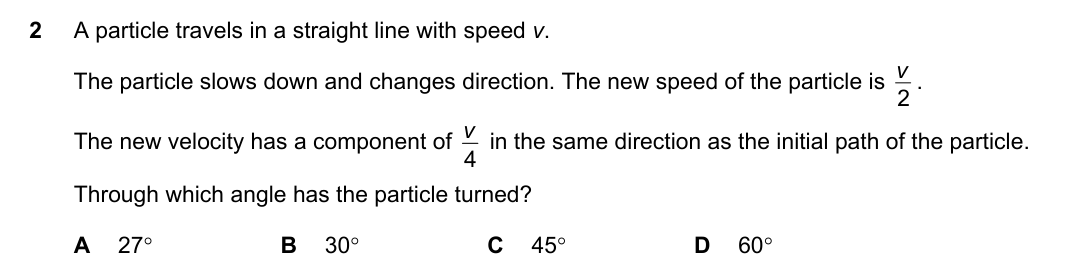 2 A particle travels in a straight line with speed v.
The particle slows down and changes direction. The new speed of the particle is v/2.
The new velocity has a component of v/4 in the same direction as the initial path of the particle.
Through which angle has the particle turned?
A 27° B 30° C 45° D 60°